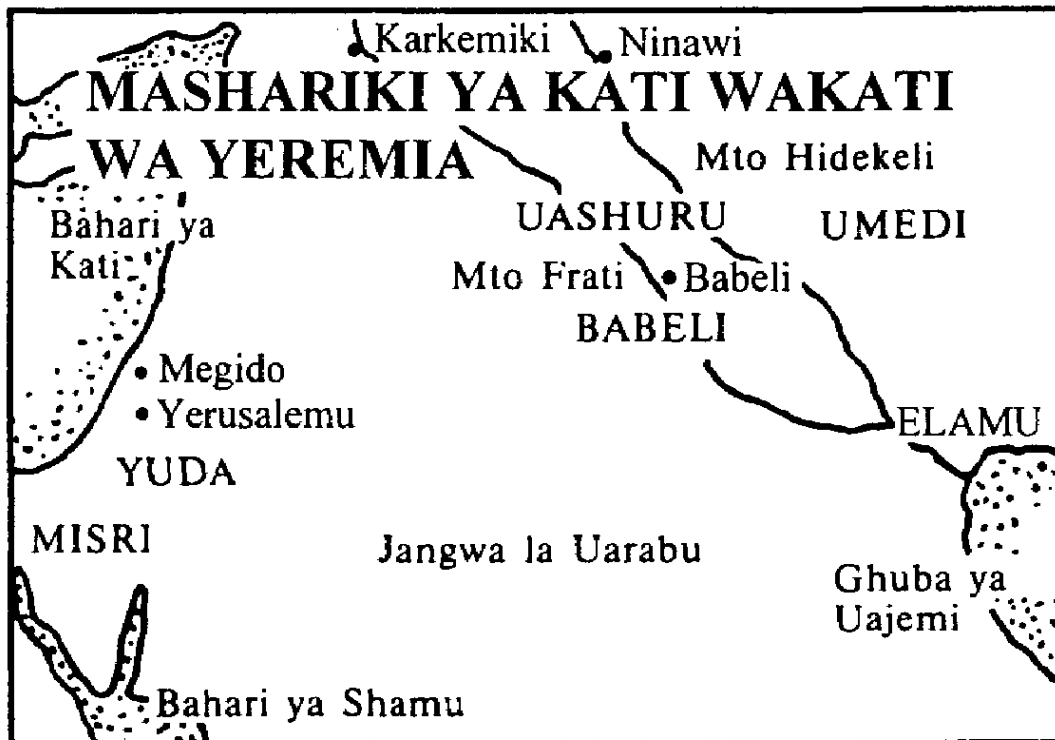 Karkemiki
Ninawi
MASHARIKI YA KATI WAKATI
WA YEREMIA
Mto Hidekeli
Bahari ya
Kati
UASHURU
UMEDI
Mto Frati
Babeli
BABELI
Megido
Yerusalemu
ELAMU
YUDA
MISRI
Jangwa la Uarabu
Ghuba ya
Uajemi
Bahari ya Shamu